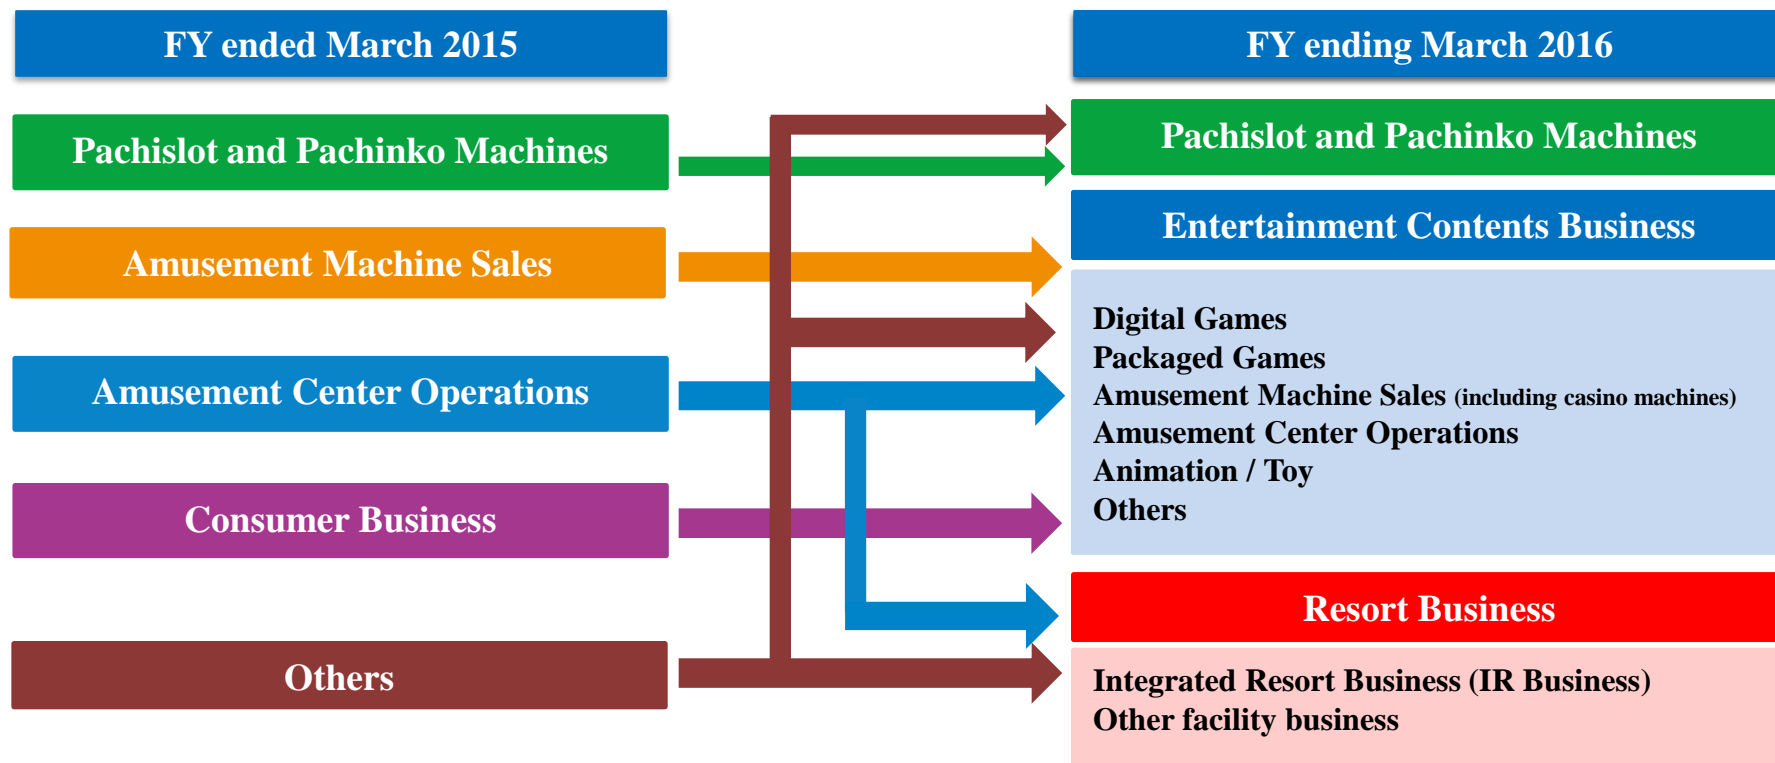 FY ended March 2015
Pachislot and Pachinko Machines
Amusement Machine Sales
Amusement Center Operations
Consumer Business
Others
FY ending March 2016
Pachislot and Pachinko Machines
Entertainment Contents Business
Digital Games
Packaged Games
Amusement Machine Sales (including casino machines)
Amusement Center Operations
Animation / Toy
Others
Resort Business
Integrated Resort Business (IR Business)
Other facility business